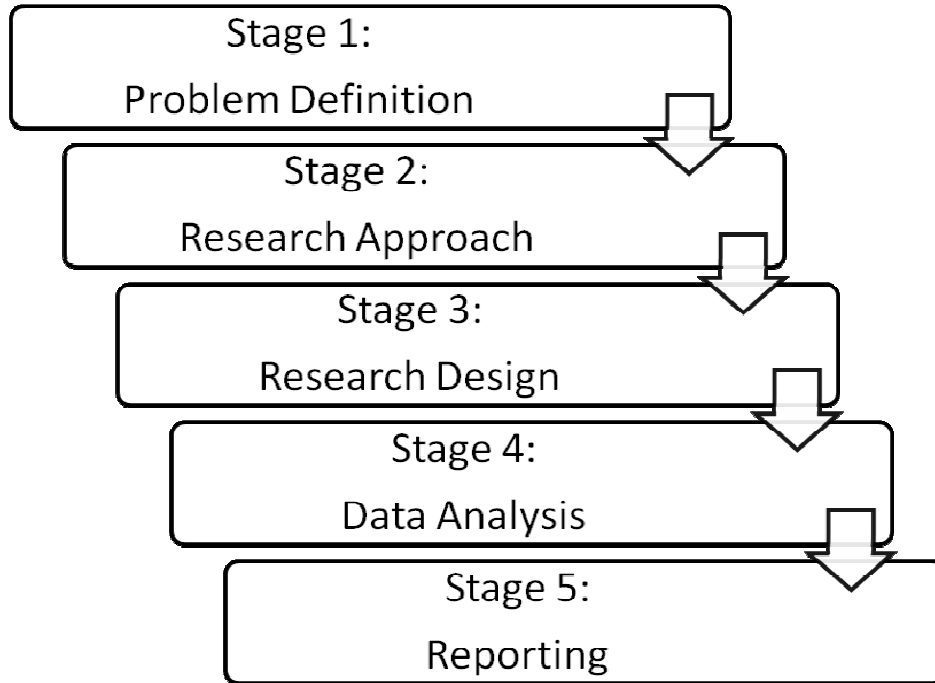 Stage 1:
Problem Definition
Stage 2:
Research Approach
Stage 3:
Research Design
Stage 4:
Data Analysis
Stage 5:
Reporting